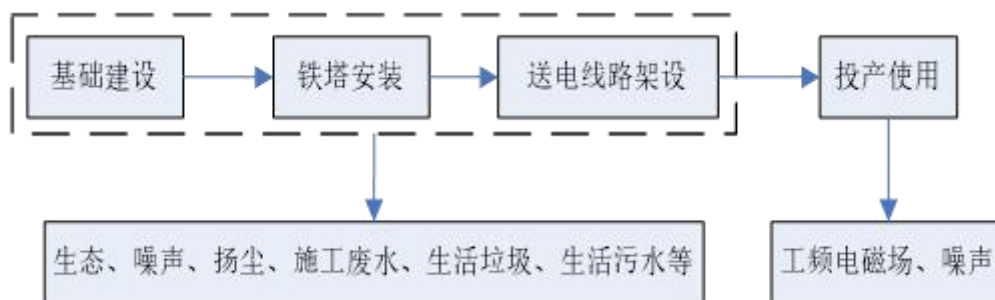 基础建设
铁塔安装
送电线路架设
投产使用
生态、噪声、扬尘、施工废水、生活垃圾、生活污水等
工频电磁场、噪声